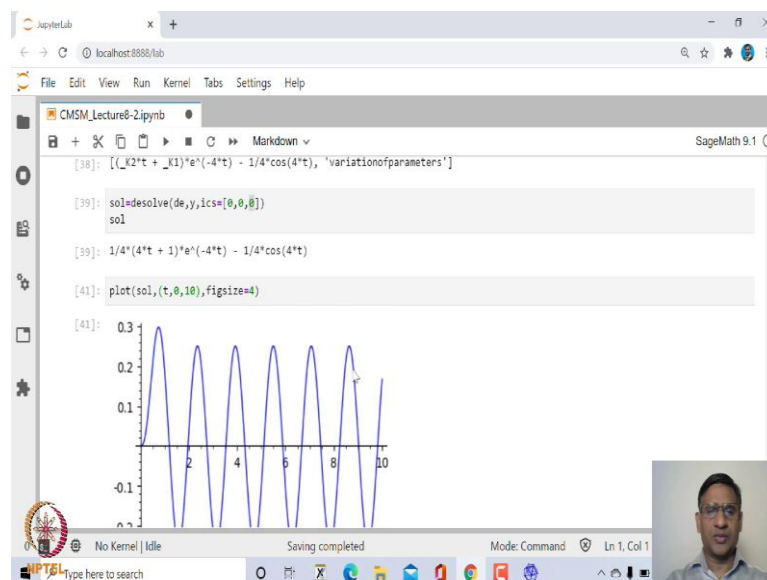 JupyterLab
localhost:8888/lab
File Edit View Run Kernel Tabs Settings Help
CMSM_Lecture8-2.ipynb
Markdown
SageMath 9.1
[38]: [(_K2*t + _K1)*e^(-4*t) - 1/4*cos(4*t), 'variationofparameters']
[39]: sol=desolve(de,y,ics=[0,0,0])
sol
[39]: 1/4*(4*t + 1)*e^(-4*t) - 1/4*cos(4*t)
[41]: plot(sol,(t,0,10),figsize=4)
[41]:
0.3
0.2
0.1
2 4 6 8 10
-0.1
No Kernel | Idle Saving completed Mode: Command Ln 1, Col 1
NPTEL
Type here to search